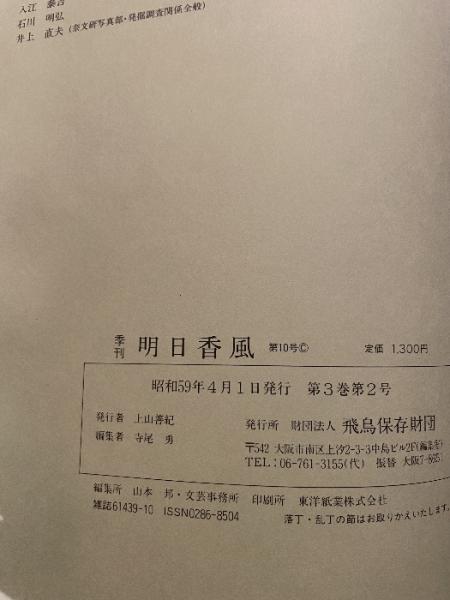 入江 泰吉
石川 明弘
井上 直夫(奈文研写真部・発掘調査関係全般)
季刊 明日香風 第10号© 定価 1,300円
昭和59年4月1日発行 第3巻第2号
発行者 上山善紀 発行所 財団法人 飛鳥保存財団
編集者 寺尾 勇 〒542 大阪市南区上汐2-3-3中島ビル2F(編集室)
TEL:06-761-3155(代) 振替 大阪7-
編集所 山本 邦・文芸事務所 印刷所 東洋紙業株式会社
雑誌61439-10 ISSN0286-8504 落丁・乱丁の節はお取りかえいたします。